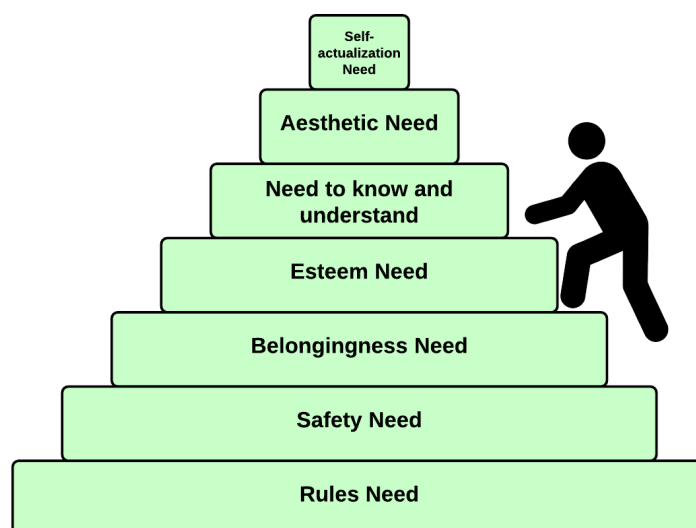 Self-
actualization
Need
Aesthetic Need
Need to know and
understand
Esteem Need
Belongingness Need
Safety Need
Rules Need